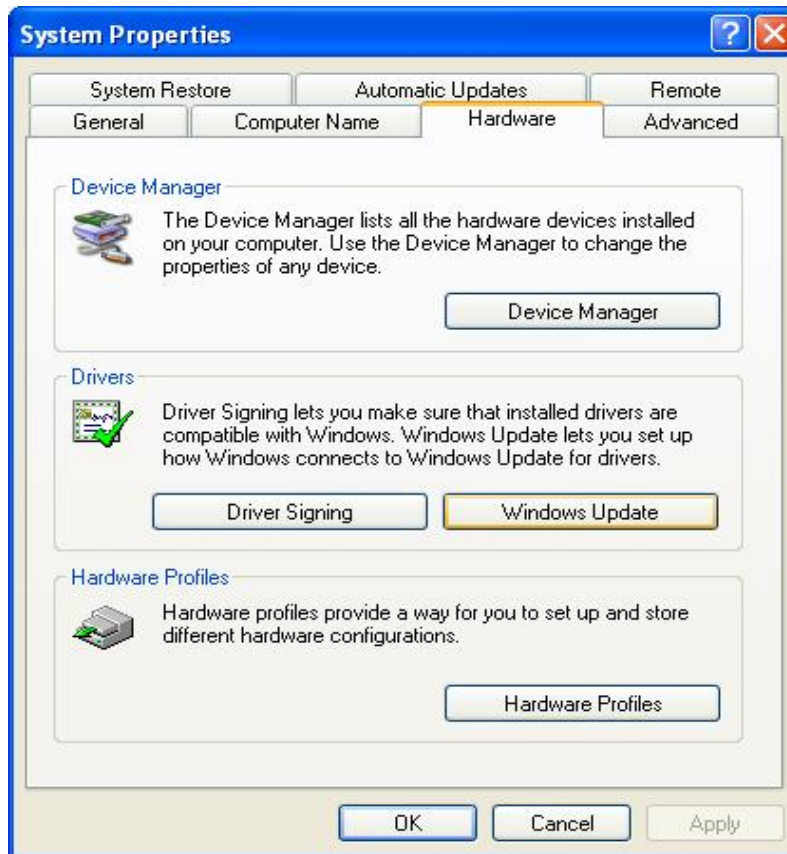 System Properties
System Restore
Automatic Updates
Remote
General
Computer Name
Hardware
Advanced
Device Manager
The Device Manager lists all the hardware devices installed
on your computer. Use the Device Manager to change the
properties of any device.
Device Manager
Drivers
Driver Signing lets you make sure that installed drivers are
compatible with Windows. Windows Update lets you set up
how Windows connects to Windows Update for drivers.
Driver Signing
Windows Update
Hardware Profiles
Hardware profiles provide a way for you to set up and store
different hardware configurations.
Hardware Profiles
OK
Cancel
Apply